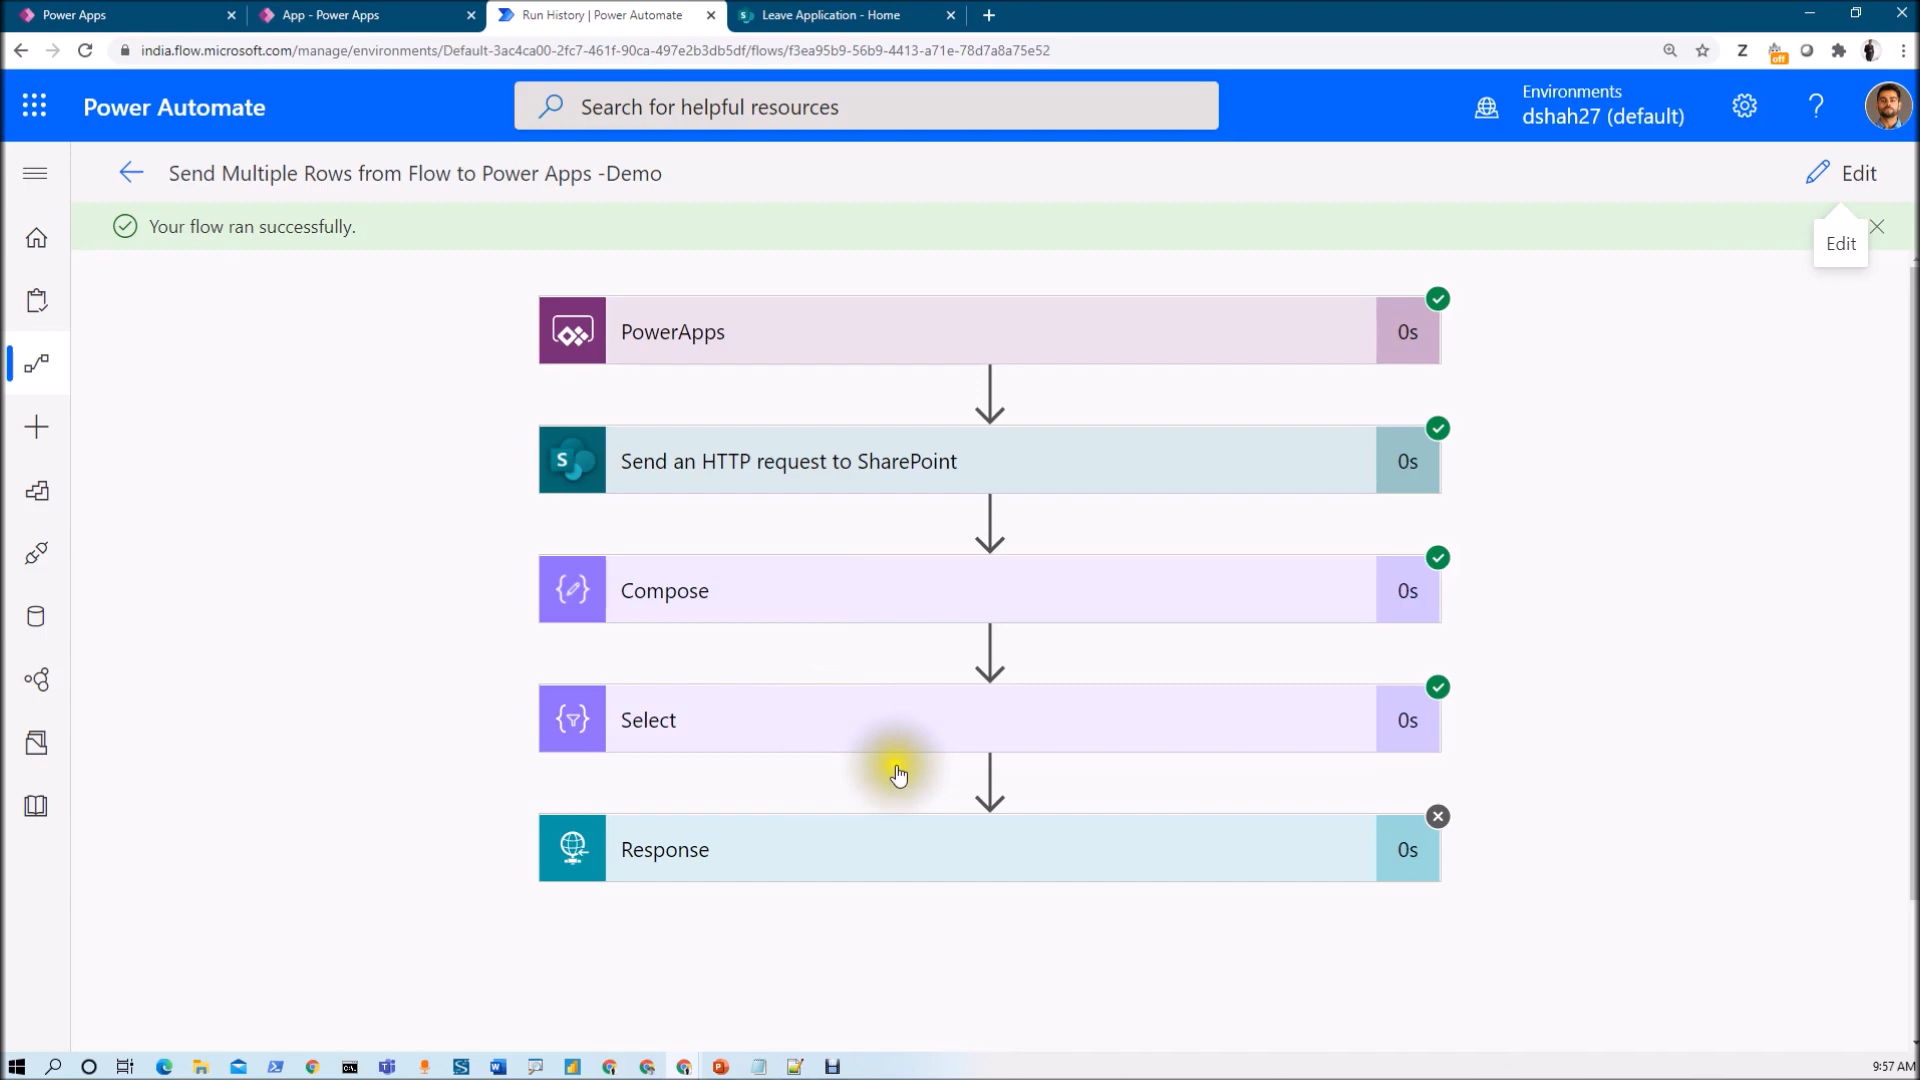 Power Apps
App - Power Apps
Run History | Power Automate
Leave Application - Home
india.flow.microsoft.com/manage/environments/Default-3ac4ca00-2fc7-461f-90ca-497e2b3db5df/flows/f3ea95b9-56b9-4413-a71e-78d7a8a75e52
Z
off
Power Automate
Search for helpful resources
Environments
dshah27 (default)
Send Multiple Rows from Flow to Power Apps -Demo
Edit
Your flow ran successfully.
Edit
PowerApps
0s
S
Send an HTTP request to SharePoint
0s
Compose
0s
Select
0s
Response
0s
9:57 AM